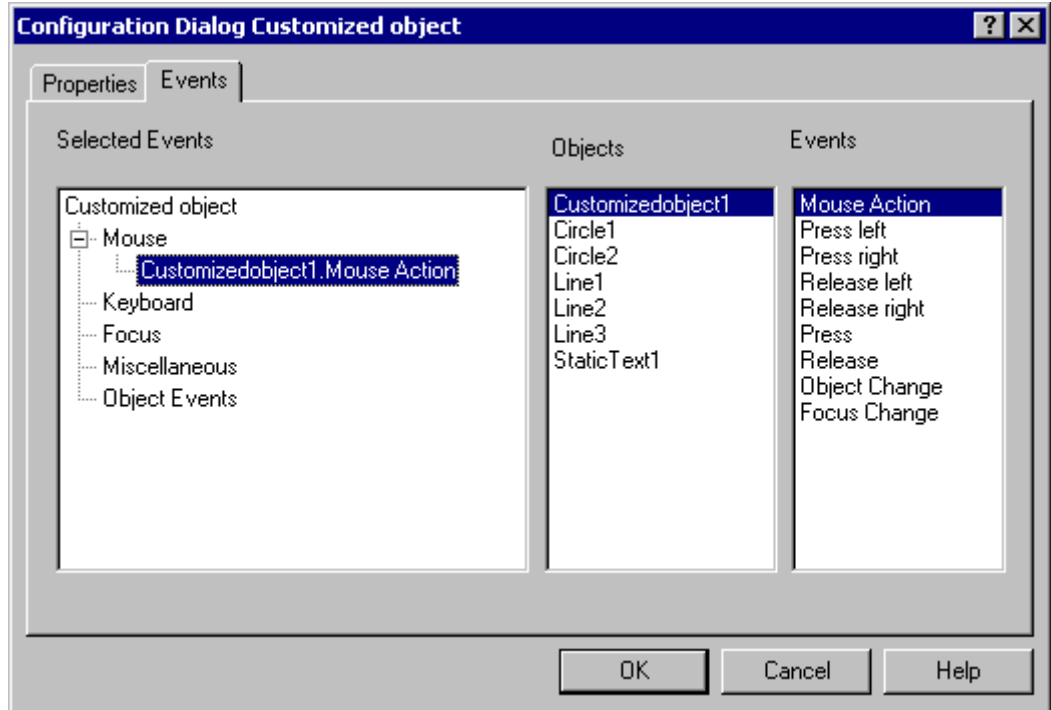 Configuration Dialog Customized object
Properties Events
Selected Events
Customized object
Mouse
Customizedobject1.Mouse Action
Keyboard
Focus
Miscellaneous
Object Events
Objects
Customizedobject1
Circle1
Circle2
Line1
Line2
Line3
StaticText1
Events
Mouse Action
Press left
Press right
Release left
Release right
Press
Release
Object Change
Focus Change
OK Cancel Help